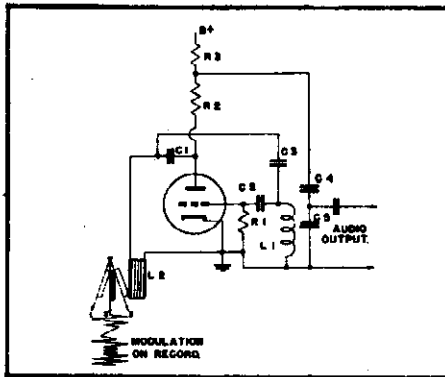 B+
R3
R2
C1
C3
C2
C4
R1
L1
C5
AUDIO
OUTPUT.
L2
MODULATION
ON RECORD.